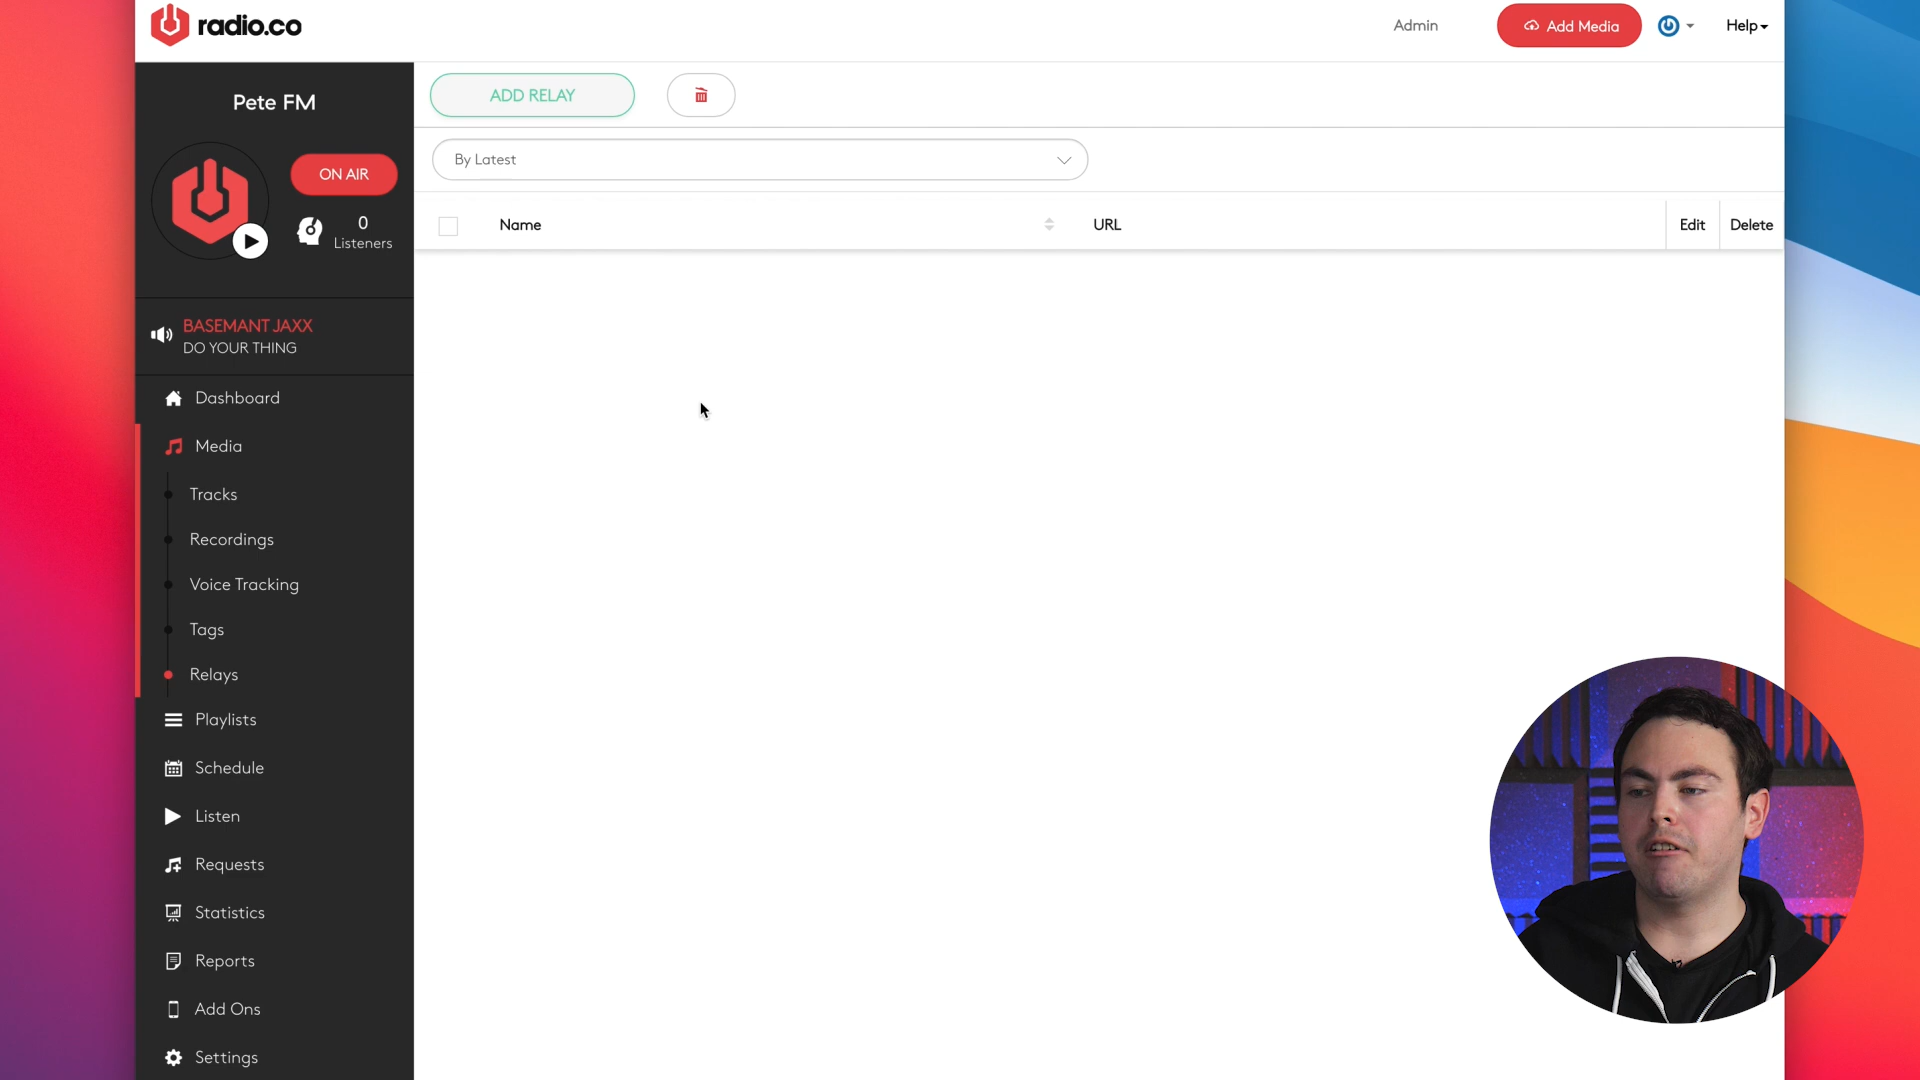 radio.co
Admin
Add Media
Help
Pete FM
ON AIR
0
Listeners
BASEMANT JAXX
DO YOUR THING
Dashboard
Media
Tracks
Recordings
Voice Tracking
Tags
Relays
Playlists
Schedule
Listen
Requests
Statistics
Reports
Add Ons
Settings
ADD RELAY
By Latest
Name
URL
Edit
Delete